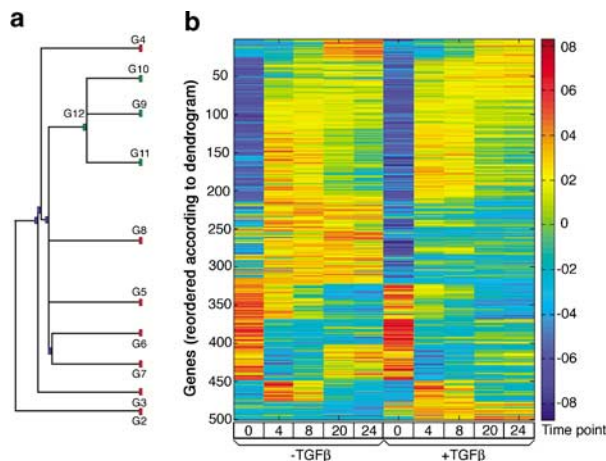 a
G4
G10
G12
G9
G11
G8
G5
G6
G7
G3
G2
b
Genes (reordered according to dendrogram)
50
100
150
200
250
300
350
400
450
500
0 4 8 20 24 0 4 8 20 24
-TGFβ +TGFβ
Time point
08
06
04
02
0
-02
-04
-06
-08